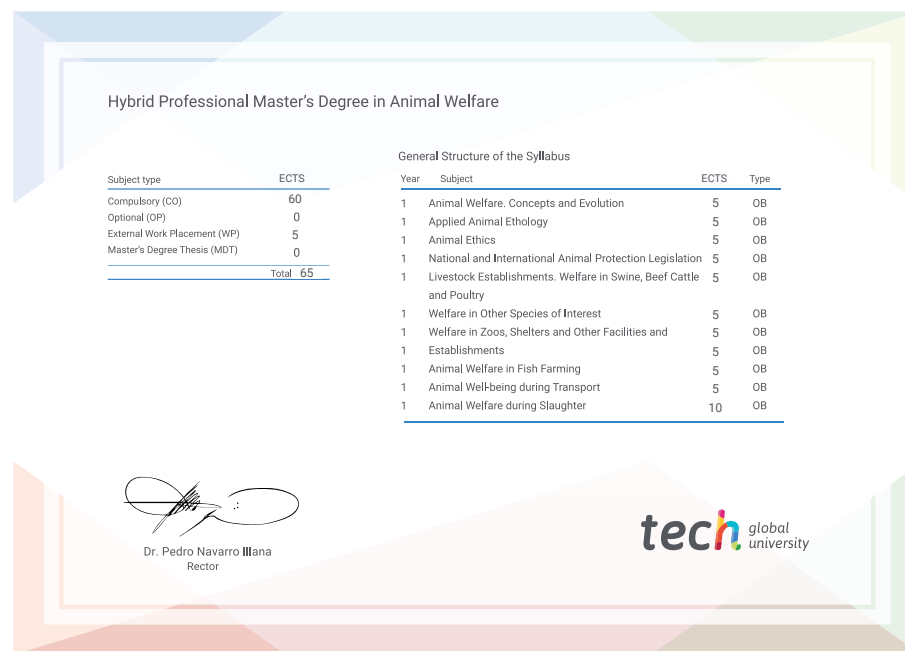 Hybrid Professional Master's Degree in Animal Welfare
Subject type ECTS
Compulsory (CO) 60
Optional (OP) 0
External Work Placement (WP) 5
Master's Degree Thesis (MDT) 0
Total 65
General Structure of the Syllabus
Year Subject ECTS Type
1 Animal Welfare. Concepts and Evolution 5 OB
1 Applied Animal Ethology 5 OB
1 Animal Ethics 5 OB
1 National and International Animal Protection Legislation 5 OB
1 Livestock Establishments. Welfare in Swine, Beef Cattle 5 OB
and Poultry
1 Welfare in Other Species of Interest 5 OB
1 Welfare in Zoos, Shelters and Other Facilities and 5 OB
1 Establishments 5 OB
1 Animal Welfare in Fish Farming 5 OB
1 Animal Well-being during Transport 5 OB
1 Animal Welfare during Slaughter 10 OB
Dr. Pedro Navarro Illana
Rector
tech global
university